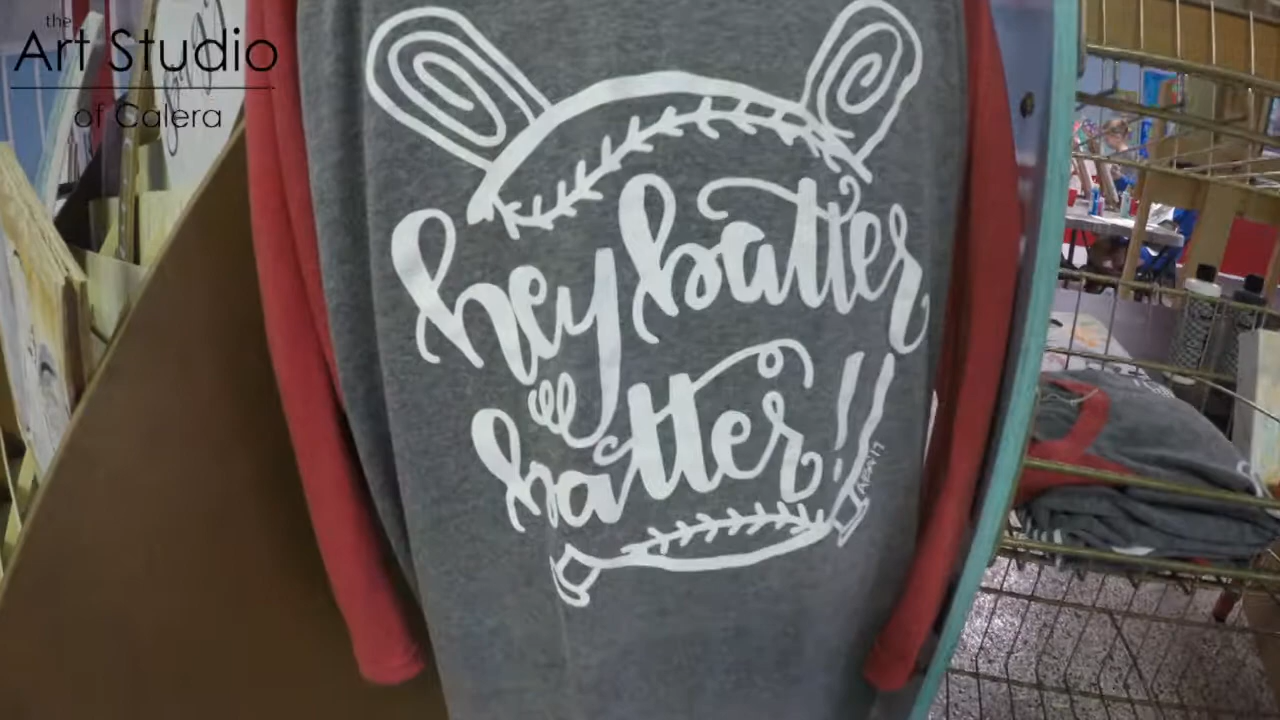 the
Art Studio
of Calera
hey batter
batter!!